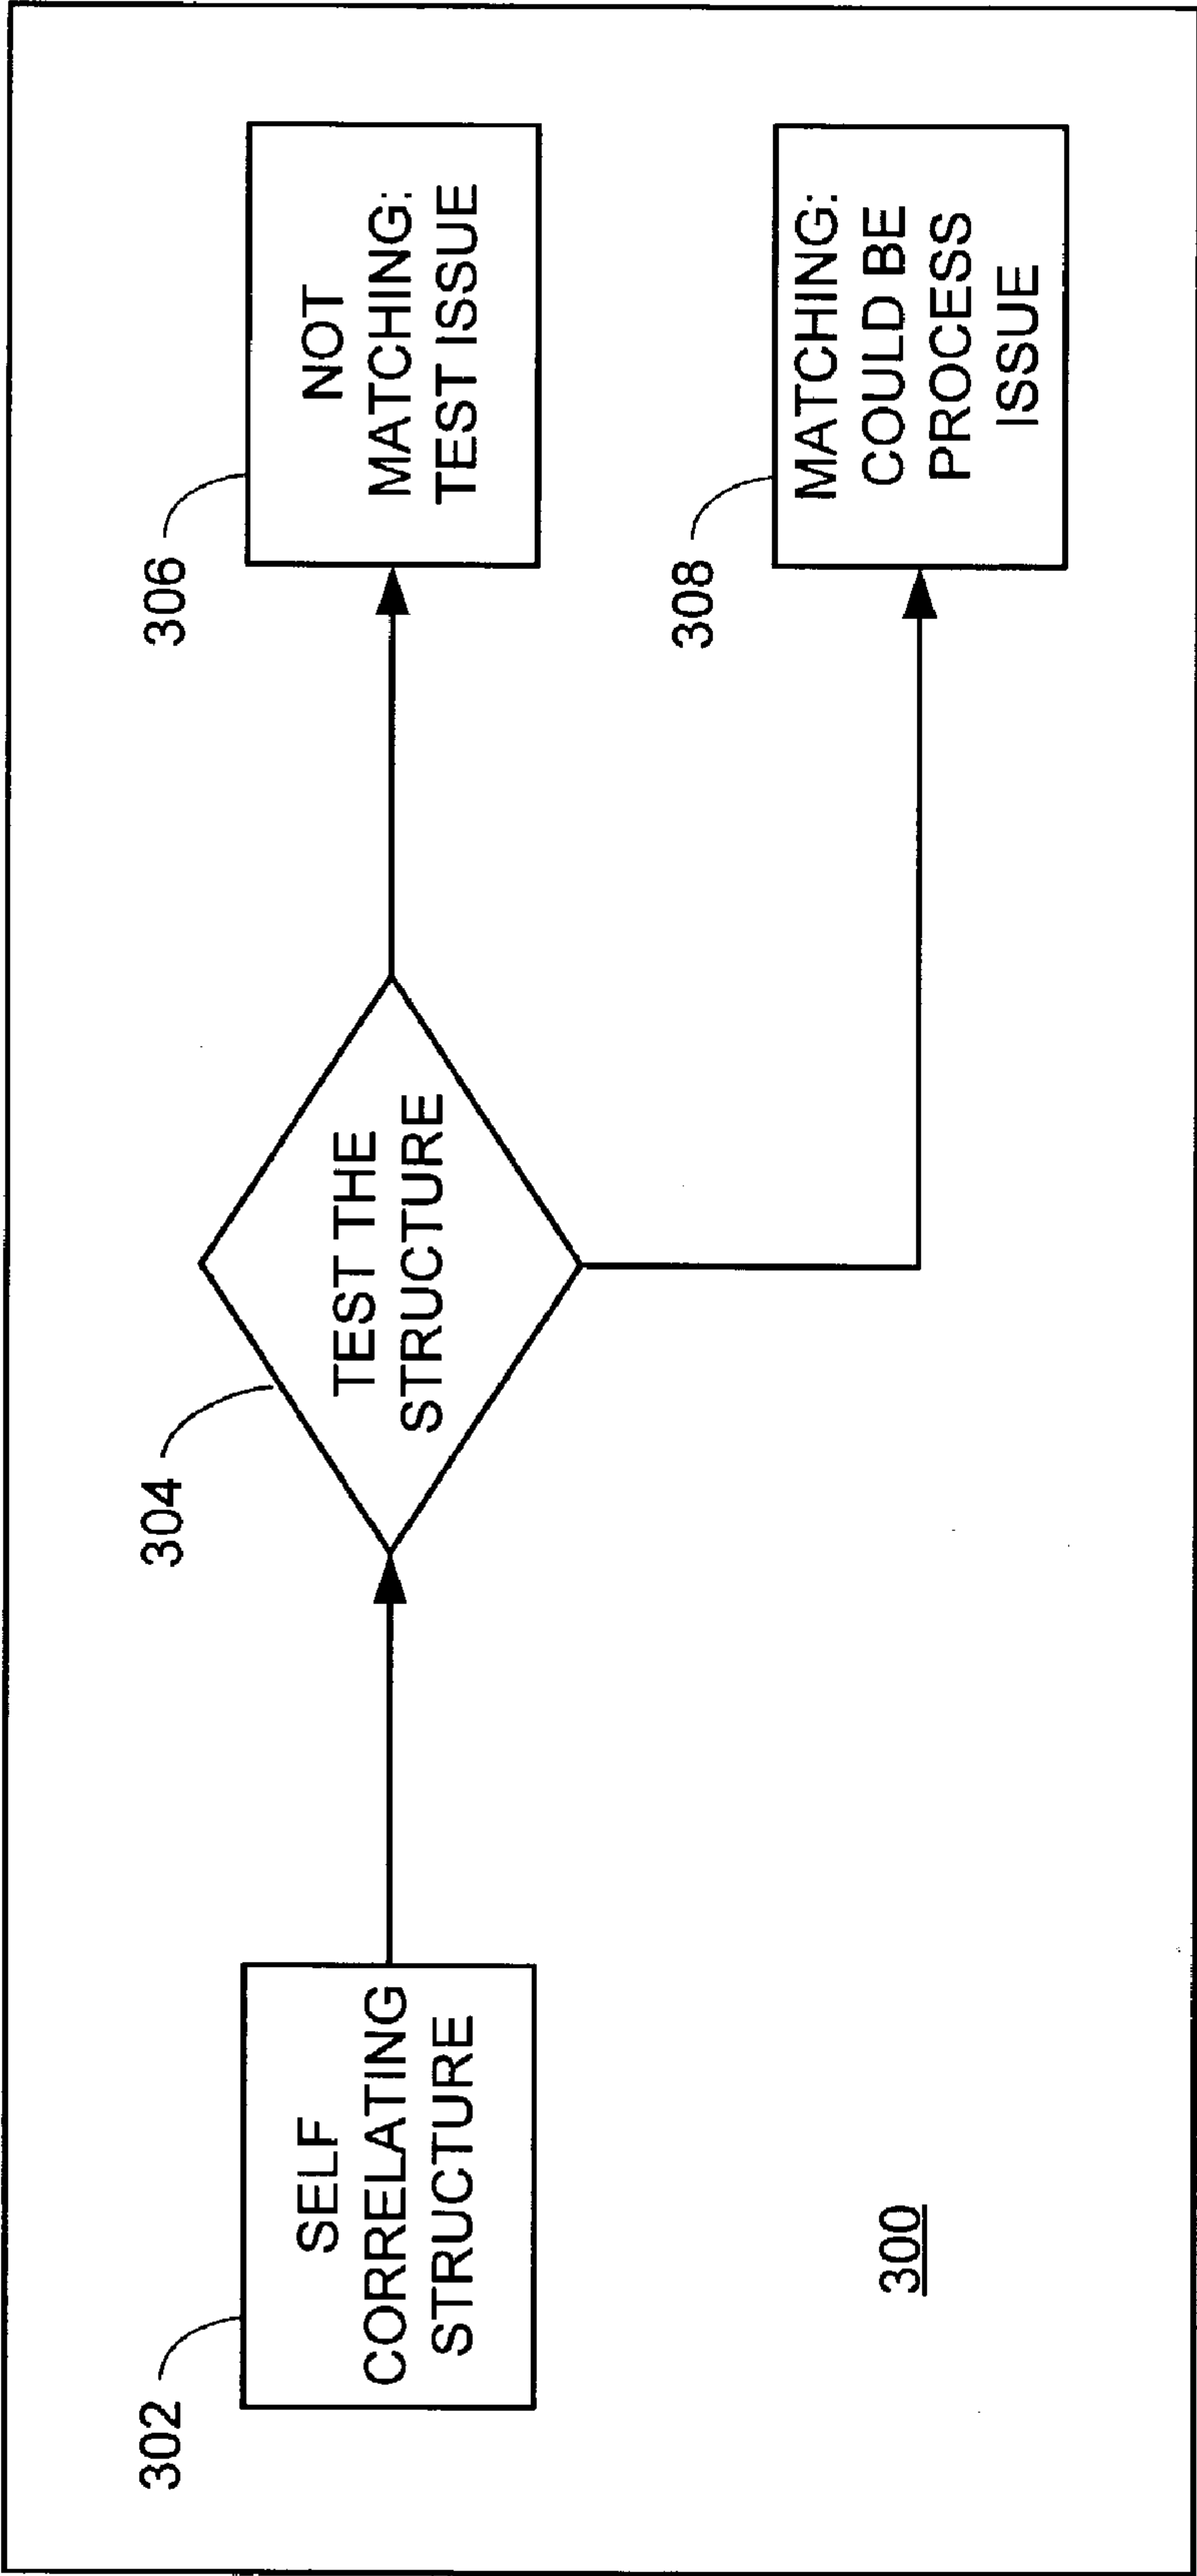 302
SELF
CORRELATING
STRUCTURE
304
TEST THE
STRUCTURE
306
NOT
MATCHING:
TEST ISSUE
308
MATCHING:
COULD BE
PROCESS
ISSUE
300